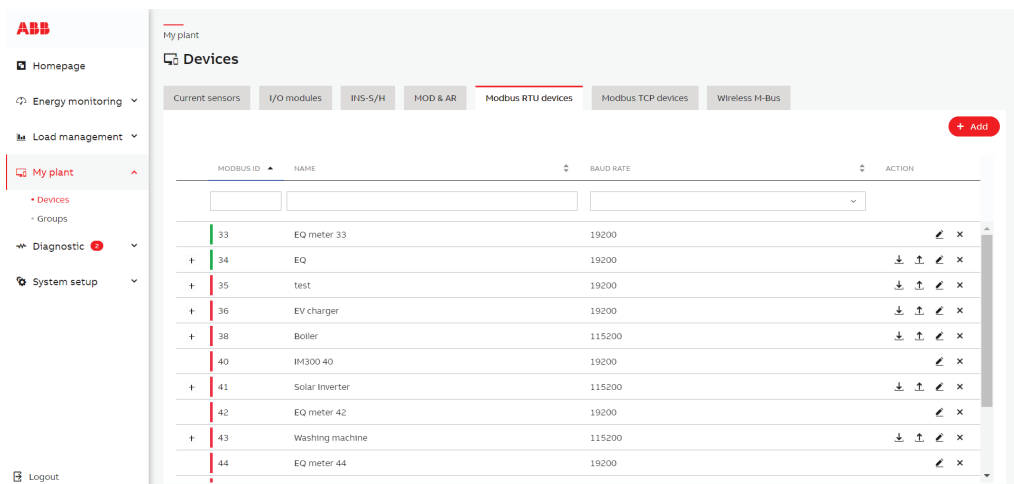 ABB
Homepage
Energy monitoring
Load management
My plant
Devices
Groups
Diagnostic 2
System setup
Logout
My plant
Devices
Current sensors I/O modules INS-S/H MOD & AR Modbus RTU devices Modbus TCP devices Wireless M-Bus
+ Add
MODBUS ID NAME BAUD RATE ACTION
33 EQ meter 33 19200
+ 34 EQ 19200
+ 35 test 19200
+ 36 EV charger 19200
+ 38 Boiler 115200
40 IM300 40 19200
+ 41 Solar Inverter 115200
42 EQ meter 42 19200
+ 43 Washing machine 115200
44 EQ meter 44 19200